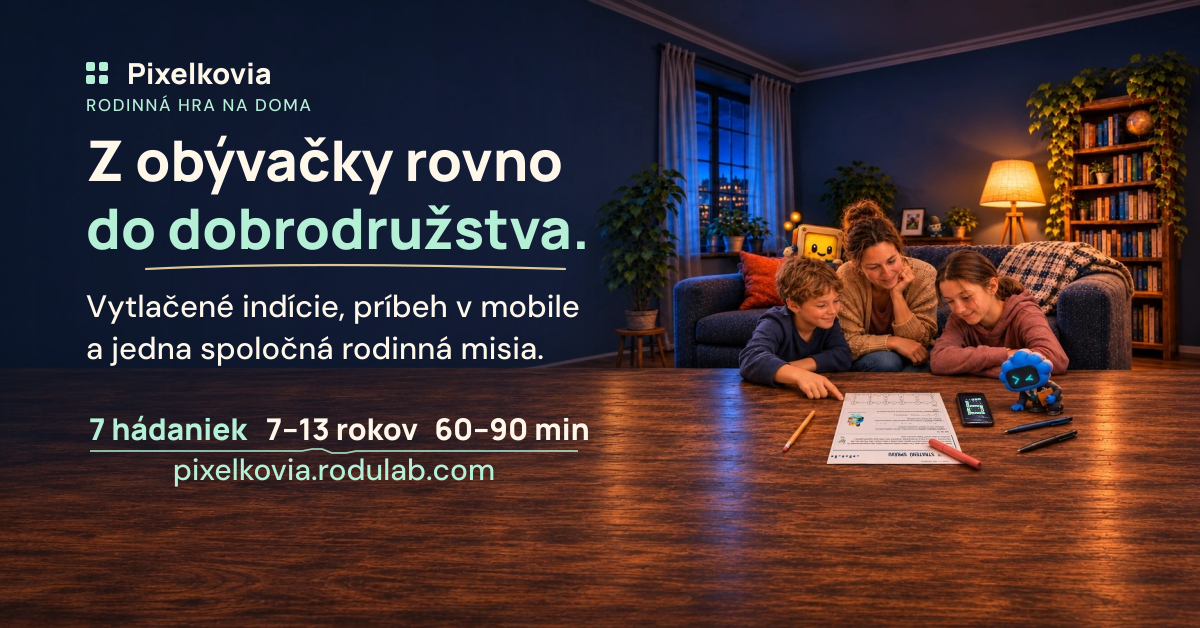 Pixelkovia
RODINNÁ HRA NA DOMA
Z obývačky rovno
do dobrodružstva.
Vytlačené indície, príbeh v mobile
a jedna spoločná rodinná misia.
7 hádaniek 7–13 rokov 60–90 min
pixelkovia.rodulab.com